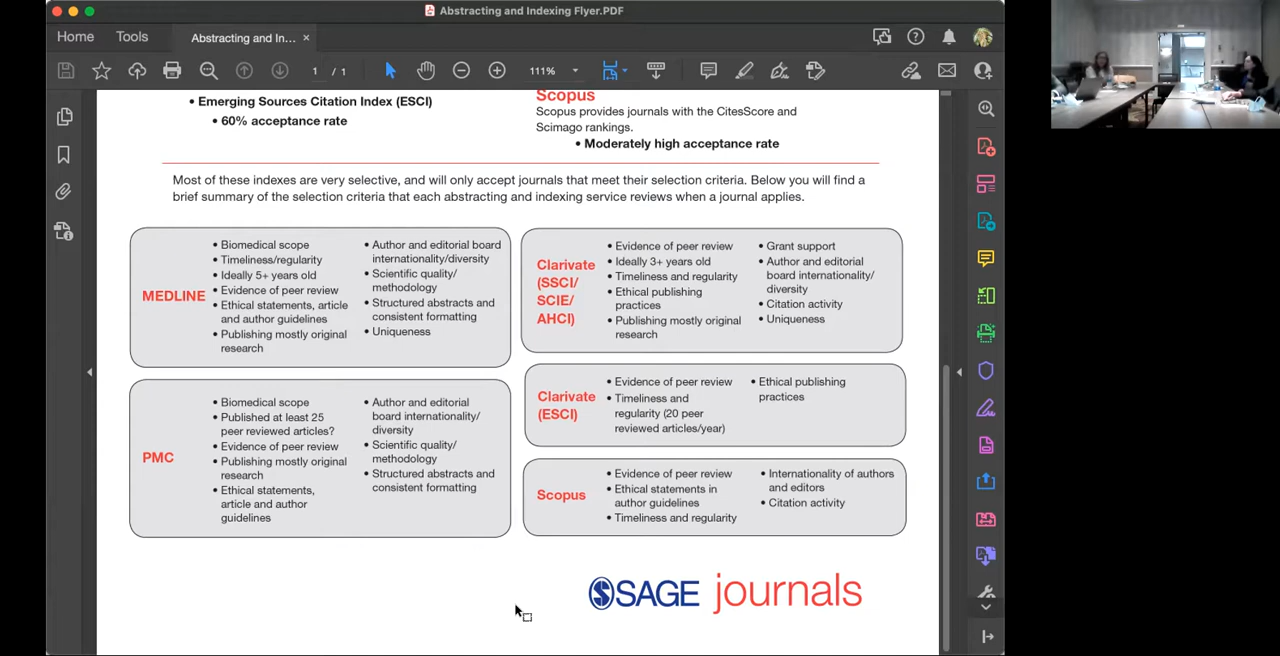 Abstracting and Indexing Flyer.PDF
Home
Tools
Abstracting and In... ×
1 / 1
111%
• Emerging Sources Citation Index (ESCI)
• 60% acceptance rate
Scopus
Scopus provides journals with the CitesScore and
Scimago rankings.
• Moderately high acceptance rate
Most of these indexes are very selective, and will only accept journals that meet their selection criteria. Below you will find a
brief summary of the selection criteria that each abstracting and indexing service reviews when a journal applies.
MEDLINE
• Biomedical scope
• Timeliness/regularity
• Ideally 5+ years old
• Evidence of peer review
• Ethical statements, article
and author guidelines
• Publishing mostly original
research
• Author and editorial board
internationality/diversity
• Scientific quality/
methodology
• Structured abstracts and
consistent formatting
• Uniqueness
Clarivate
(SSCI/
SCIE/
AHCI)
• Evidence of peer review
• Ideally 3+ years old
• Timeliness and regularity
• Ethical publishing
practices
• Publishing mostly original
research
• Grant support
• Author and editorial
board internationality/
diversity
• Citation activity
• Uniqueness
PMC
• Biomedical scope
• Published at least 25
peer reviewed articles?
• Evidence of peer review
• Publishing mostly original
research
• Ethical statements,
article and author
guidelines
• Author and editorial
board internationality/
diversity
• Scientific quality/
methodology
• Structured abstracts and
consistent formatting
Clarivate
(ESCI)
• Evidence of peer review
• Timeliness and
regularity (20 peer
reviewed articles/year)
• Ethical publishing
practices
Scopus
• Evidence of peer review
• Ethical statements in
author guidelines
• Timeliness and regularity
• Internationality of authors
and editors
• Citation activity
SAGE journals